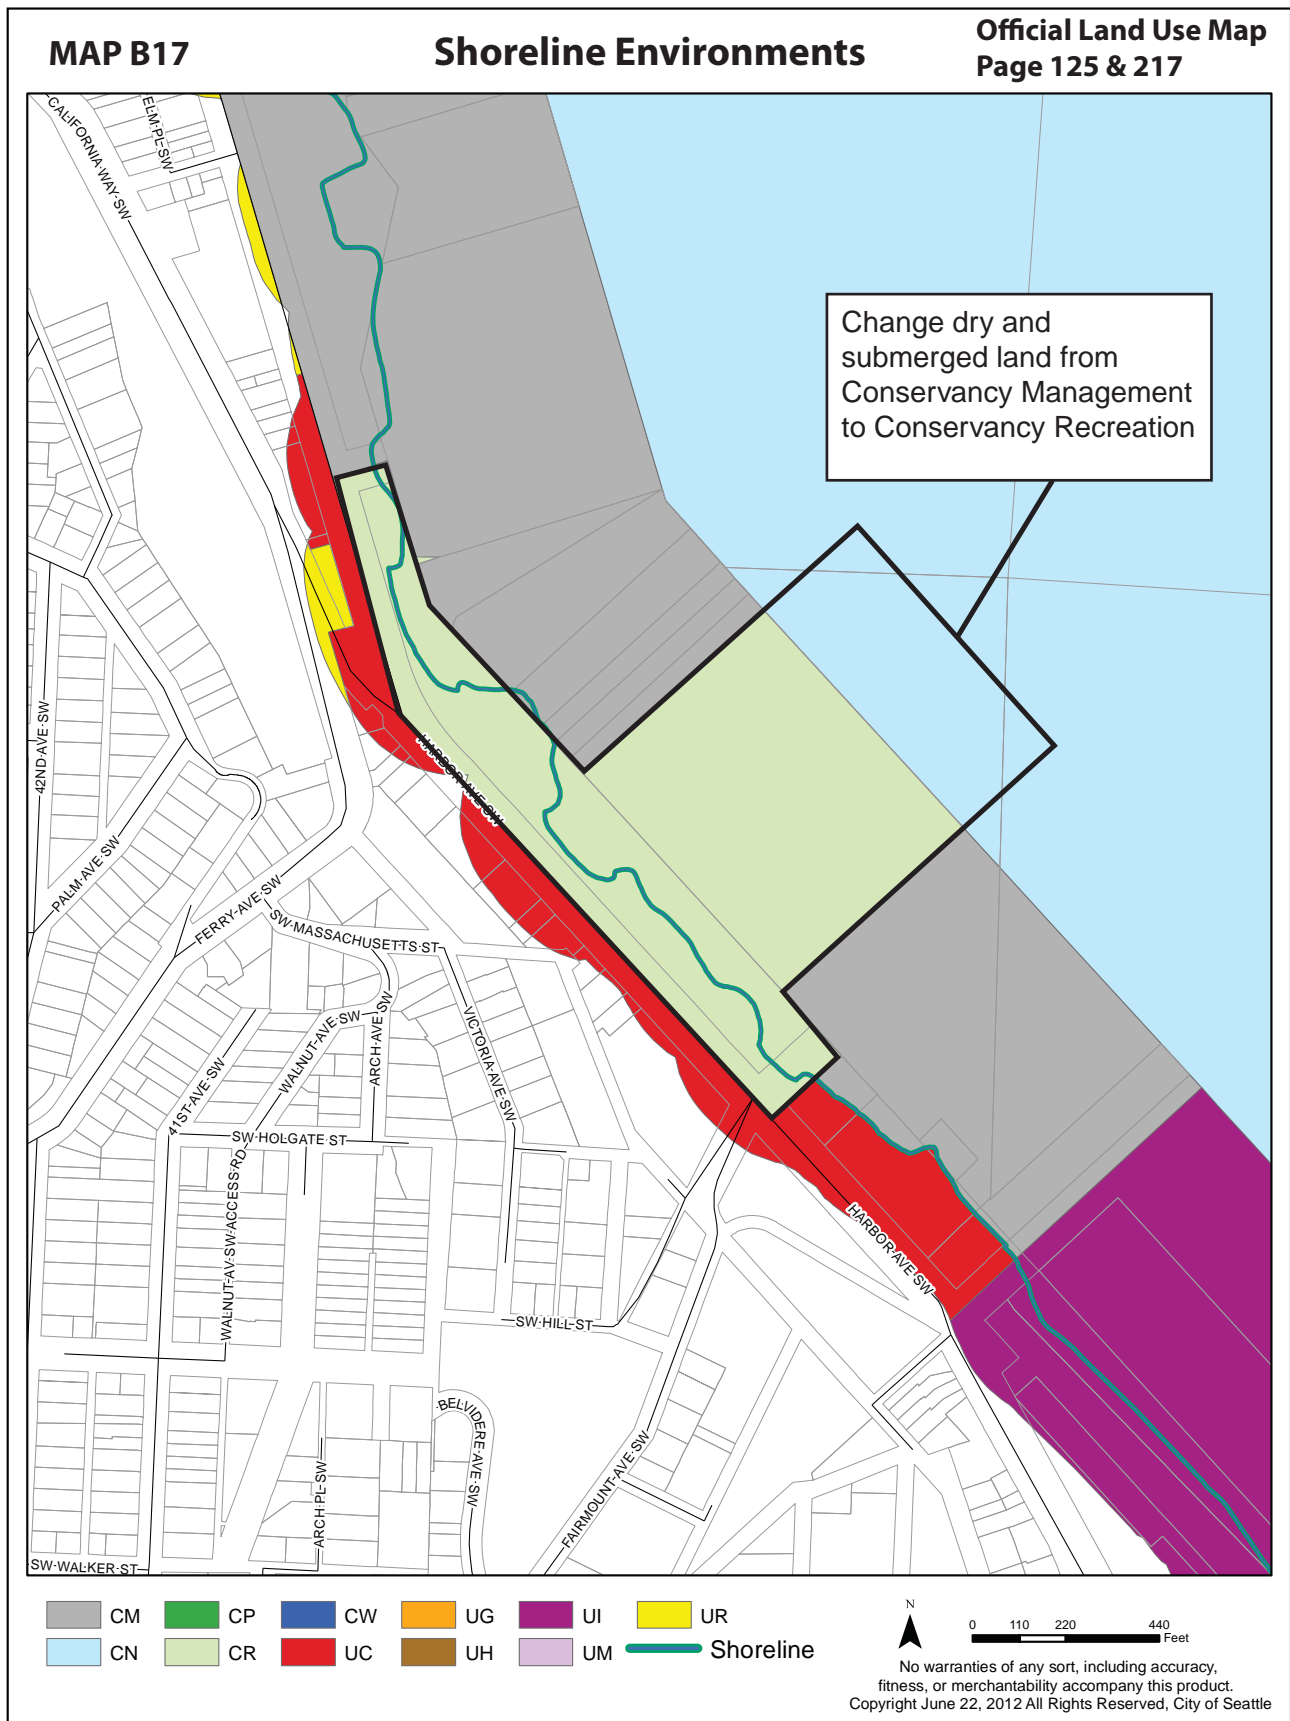 MAP B17
Shoreline Environments
Official Land Use Map
Page 125 & 217
CALIFORNIA WAY SW
ELM PL SW
Change dry and
submerged land from
Conservancy Management
to Conservancy Recreation
42ND AVE SW
HARBOR AVE SW
PALM AVE SW
FERRY AVE SW
SW MASSACHUSETTS ST
WALNUT AVE SW
ARCH AVE SW
VICTORIA AVE SW
41ST AVE SW
SW HOLGATE ST
WALNUT AV SW ACCESS RD
HARBOR AVE SW
SW HILL ST
BELVIDERE AVE SW
ARCH PL SW
FAIRMOUNT AVE SW
SW WALKER ST
CM CP CW UG UI UR
CN CR UC UH UM Shoreline
N
0 110 220 440
Feet
No warranties of any sort, including accuracy,
fitness, or merchantability accompany this product.
Copyright June 22, 2012 All Rights Reserved, City of Seattle